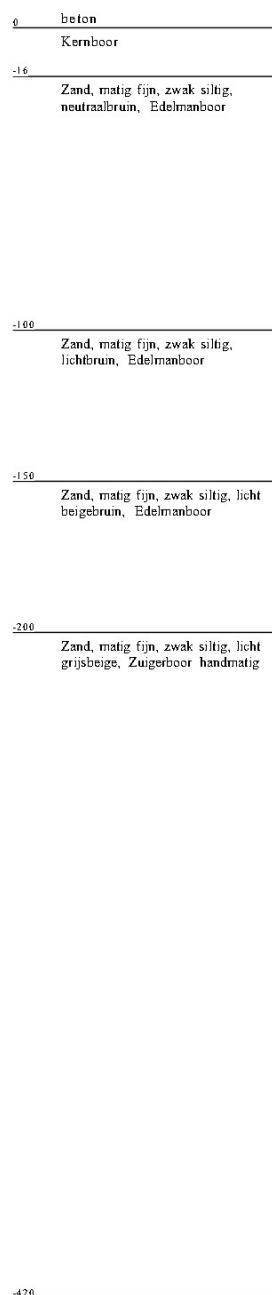 0 beton
Kernboor
-16
Zand, matig fijn, zwak siltig,
neutraalbruin, Edelmanboor
-100
Zand, matig fijn, zwak siltig,
lichtbruin, Edelmanboor
-150
Zand, matig fijn, zwak siltig, licht
beigebruin, Edelmanboor
-200
Zand, matig fijn, zwak siltig, licht
grijsbeige, Zuigerboor handmatig
-420